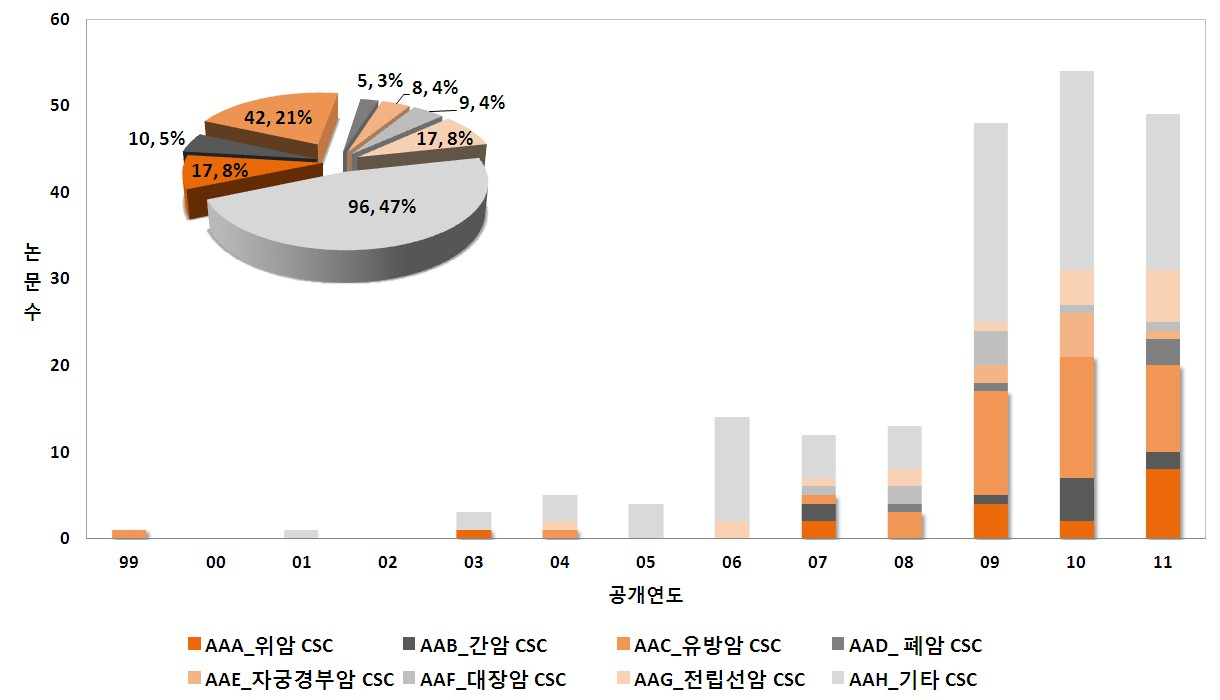 60
50
40
30
20
10
0
논
문
수
5, 3%
8, 4%
9, 4%
17, 8%
42, 21%
10, 5%
17, 8%
96, 47%
99 00 01 02 03 04 05 06 07 08 09 10 11
공개연도
AAA_위암 CSC AAB_간암 CSC AAC_유방암 CSC AAD_ 폐암 CSC
AAE_자궁경부암 CSC AAF_대장암 CSC AAG_전립선암 CSC AAH_기타 CSC